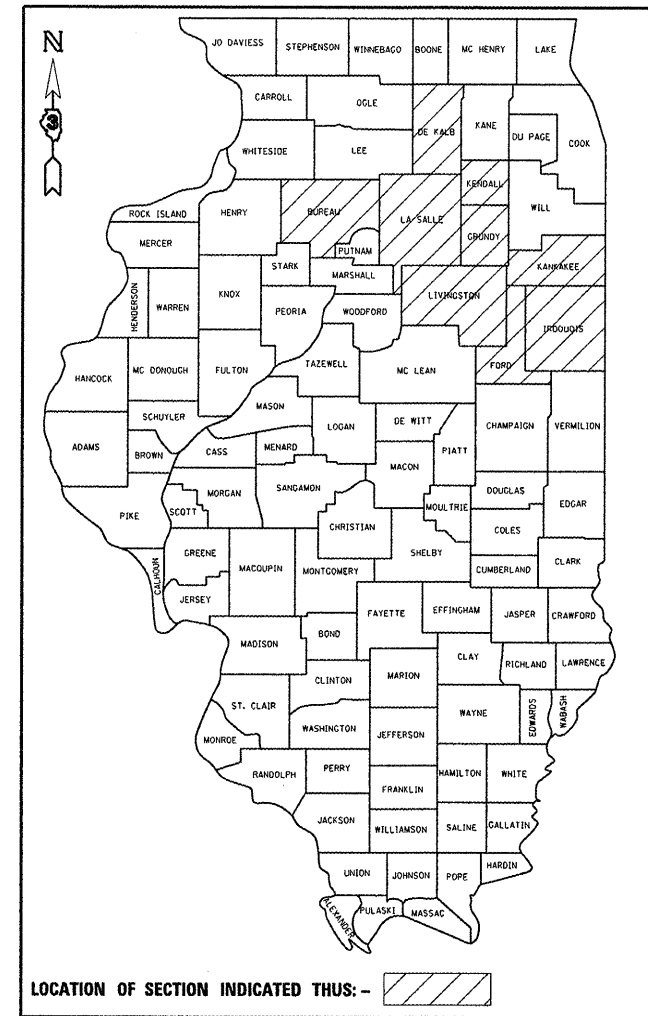 N
3
JO DAVIESS STEPHENSON WINNEBAGO BOONE MC HENRY LAKE
CARROLL OGLE DE KALB KANE DU PAGE COOK
WHITESIDE LEE
KENDALL
ROCK ISLAND HENRY BUREAU LA SALLE GRUNDY WILL
MERCER STARK PUTNAM KANKAKEE
MARSHALL
HENDERSON WARREN KNOX PEORIA WOODFORD LIVINGSTON IROQUOIS
HANCOCK MC DONOUGH FULTON TAZEWELL MC LEAN FORD
SCHUYLER MASON LOGAN DE WITT CHAMPAIGN VERMILION
ADAMS BROWN CASS MENARD MACON PIATT
PIKE SCOTT MORGAN SANGAMON CHRISTIAN MOULTRIE DOUGLAS EDGAR
COLES
CALHOUN GREENE MACOUPIN MONTGOMERY SHELBY CUMBERLAND CLARK
JERSEY FAYETTE EFFINGHAM JASPER CRAWFORD
MADISON BOND CLAY RICHLAND LAWRENCE
CLINTON MARION
ST. CLAIR WASHINGTON JEFFERSON WAYNE EDWARDS WABASH
MONROE
RANDOLPH PERRY FRANKLIN HAMILTON WHITE
JACKSON WILLIAMSON SALINE GALLATIN
UNION JOHNSON POPE HARDIN
ALEXANDER PULASKI MASSAC
LOCATION OF SECTION INDICATED THUS: -